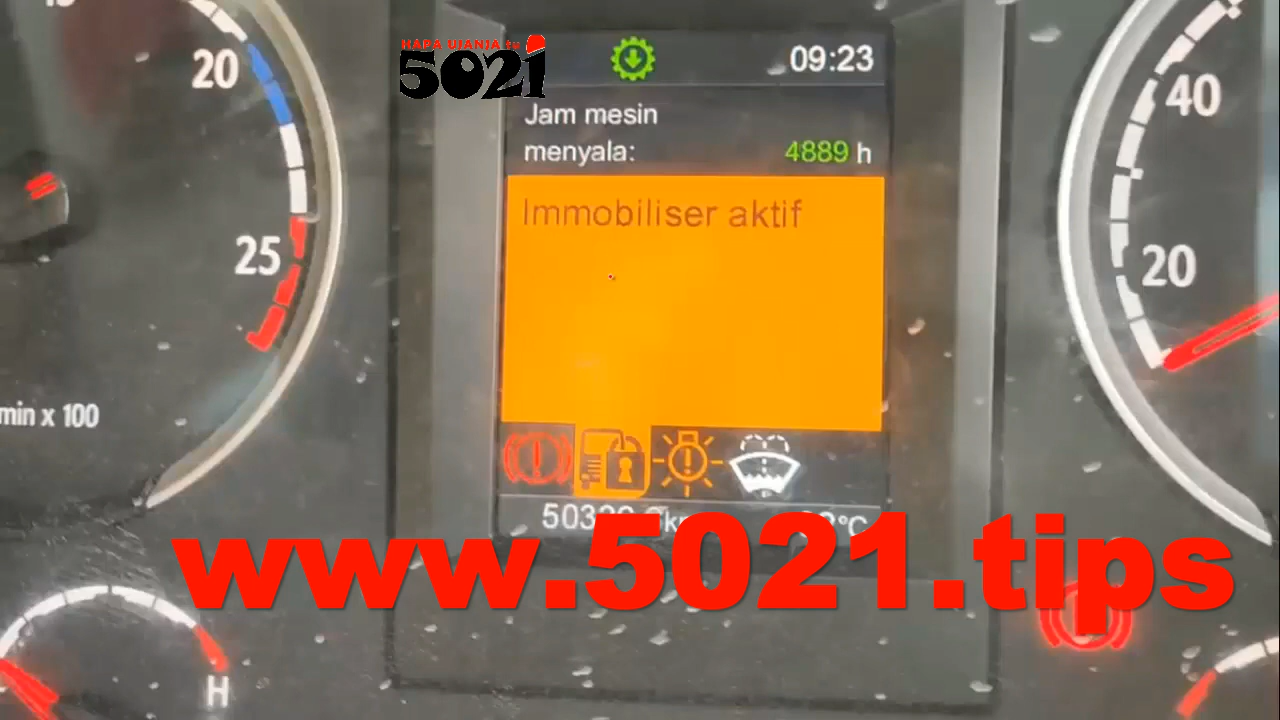 20
25
min x 100
H
HAPA UJANJA tu
5021
09:23
Jam mesin
menyala: 4889 h
Immobiliser aktif
40
20
www.5021.tips